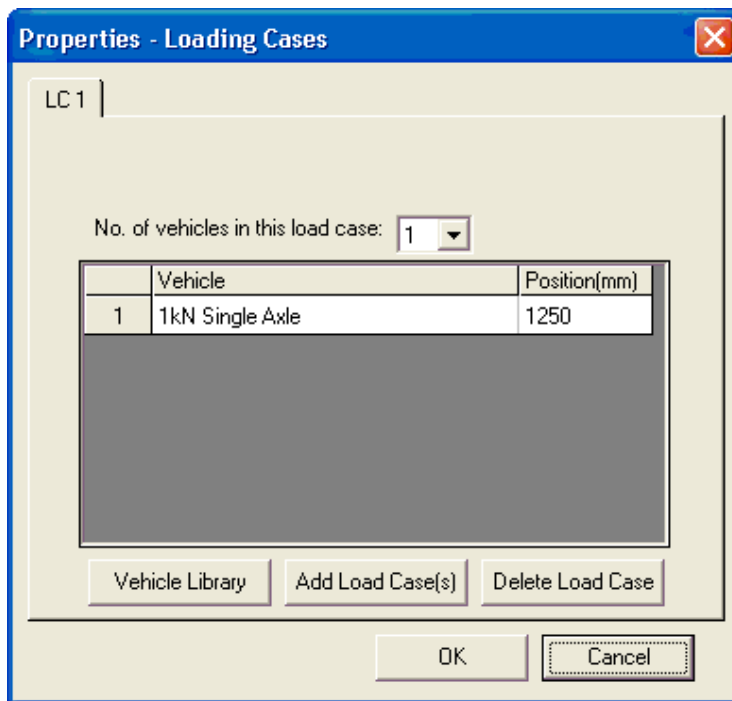 Properties - Loading Cases
LC 1
No. of vehicles in this load case: 1
Vehicle Position(mm)
1 1kN Single Axle 1250
Vehicle Library Add Load Case(s) Delete Load Case
OK Cancel